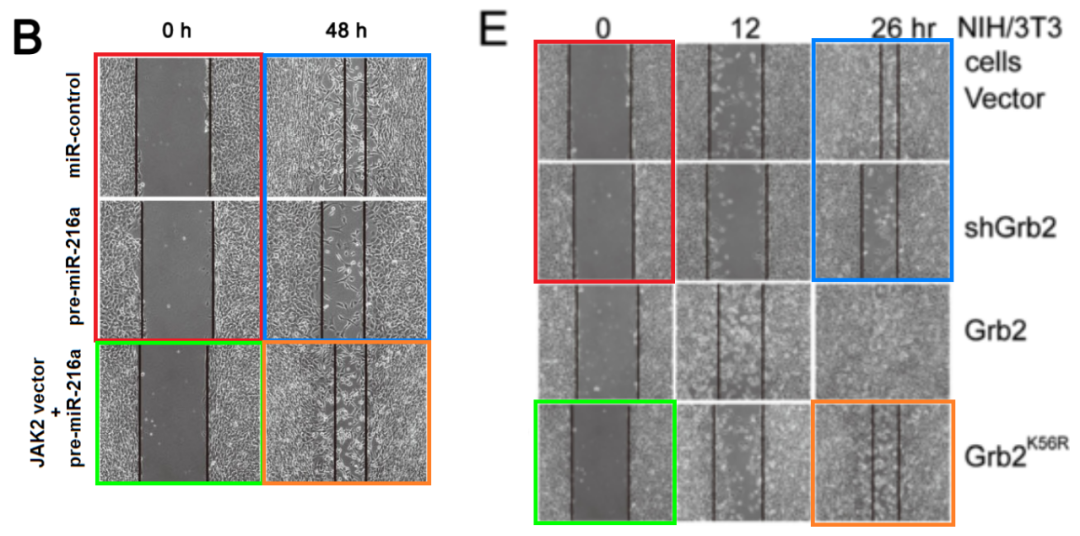 B
0 h 48 h
miR-control
pre-miR-216a
JAK2 vector
+
pre-miR-216a
E
0 12 26 hr NIH/3T3
cells
Vector
shGrb2
Grb2
Grb2K56R